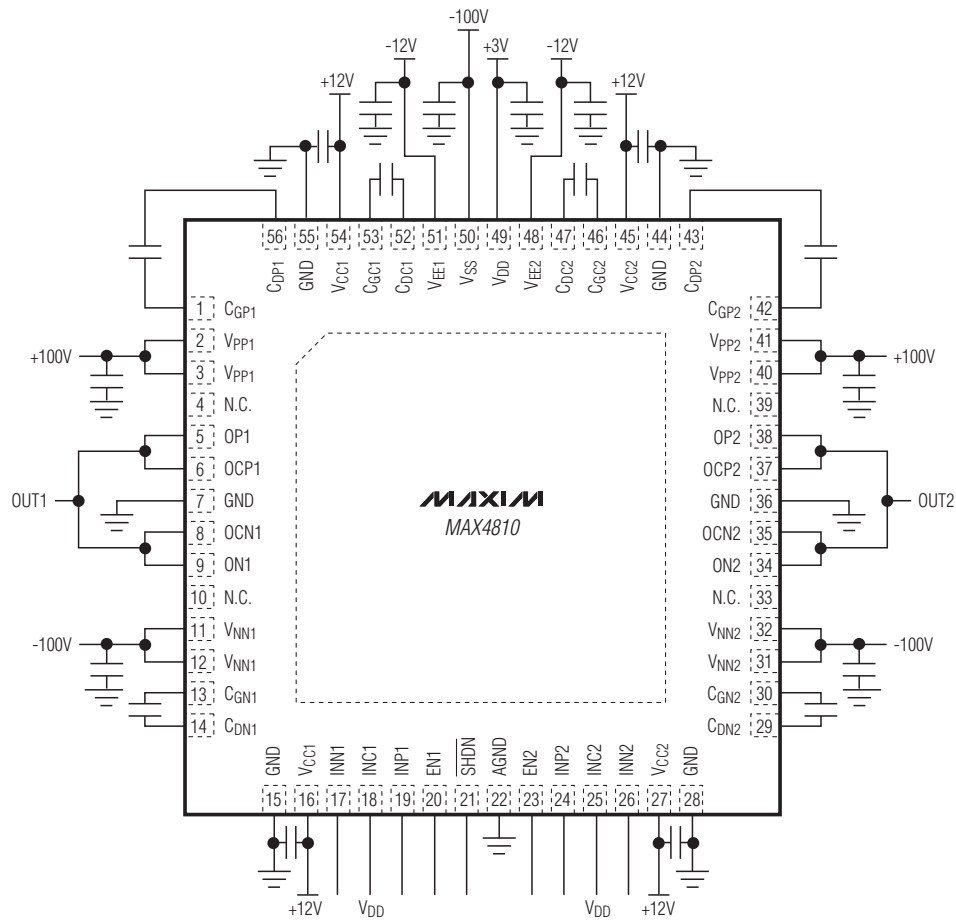 -100V
-12V
+3V
-12V
+12V
+12V
56 55 54 53 52 51 50 49 48 47 46 45 44 43
CDP1 GND VCC1 CGC1 CDC1 VEE1 VSS VDD VEE2 CDC2 CGC2 VCC2 GND CDP2
1 CGP1
2 VPP1
+100V
3 VPP1
4 N.C.
5 OP1
6 OCP1
OUT1
7 GND
8 OCN1
9 ON1
10 N.C.
11 VNN1
-100V
12 VNN1
13 CGN1
14 CDN1
MAXIM
MAX4810
CGP2 42
VPP2 41
+100V
VPP2 40
N.C. 39
OP2 38
OCP2 37
GND 36
OUT2
OCN2 35
ON2 34
N.C. 33
VNN2 32
-100V
VNN2 31
CGN2 30
CDN2 29
GND VCC1 INN1 INC1 INP1 EN1 SHDN AGND EN2 INP2 INC2 INN2 VCC2 GND
15 16 17 18 19 20 21 22 23 24 25 26 27 28
+12V VDD VDD +12V